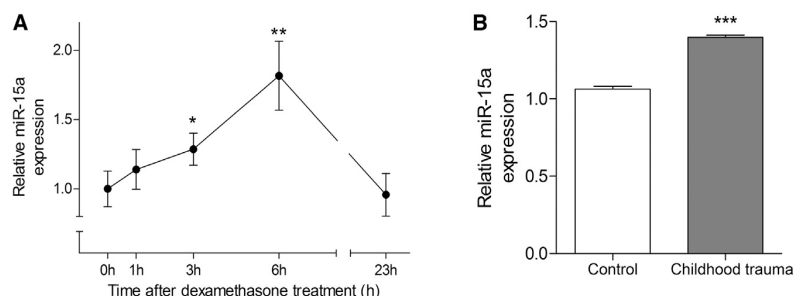 A
Relative miR-15a
expression
2.0
1.5
1.0
*
**
0h 1h 3h 6h 23h
Time after dexamethasone treatment (h)
B
Relative miR-15a
expression
1.5
1.0
0.5
0.0
***
Control Childhood trauma